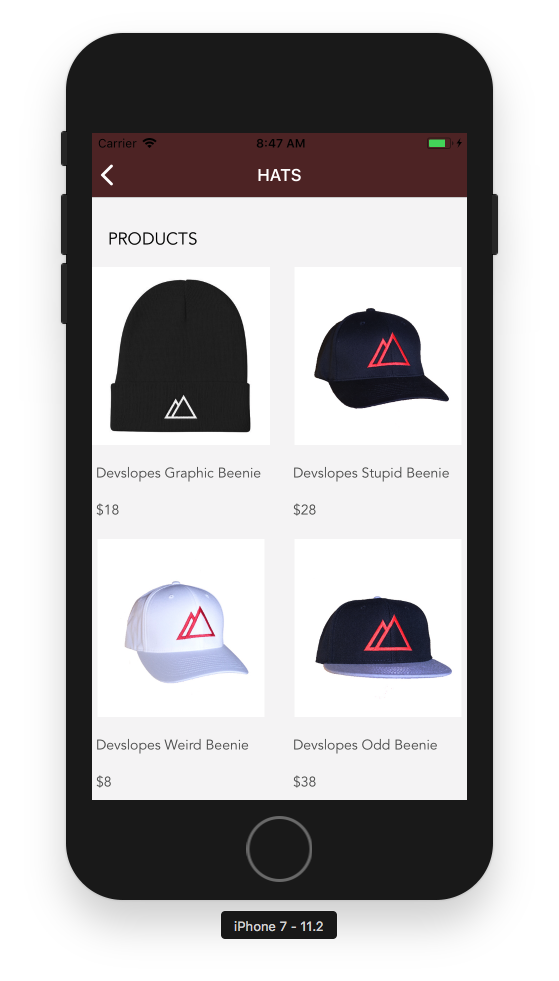 Carrier 8:47 AM
HATS
PRODUCTS
Devslopes Graphic Beenie
$18
Devslopes Stupid Beenie
$28
Devslopes Weird Beenie
$8
Devslopes Odd Beenie
$38
iPhone 7 - 11.2